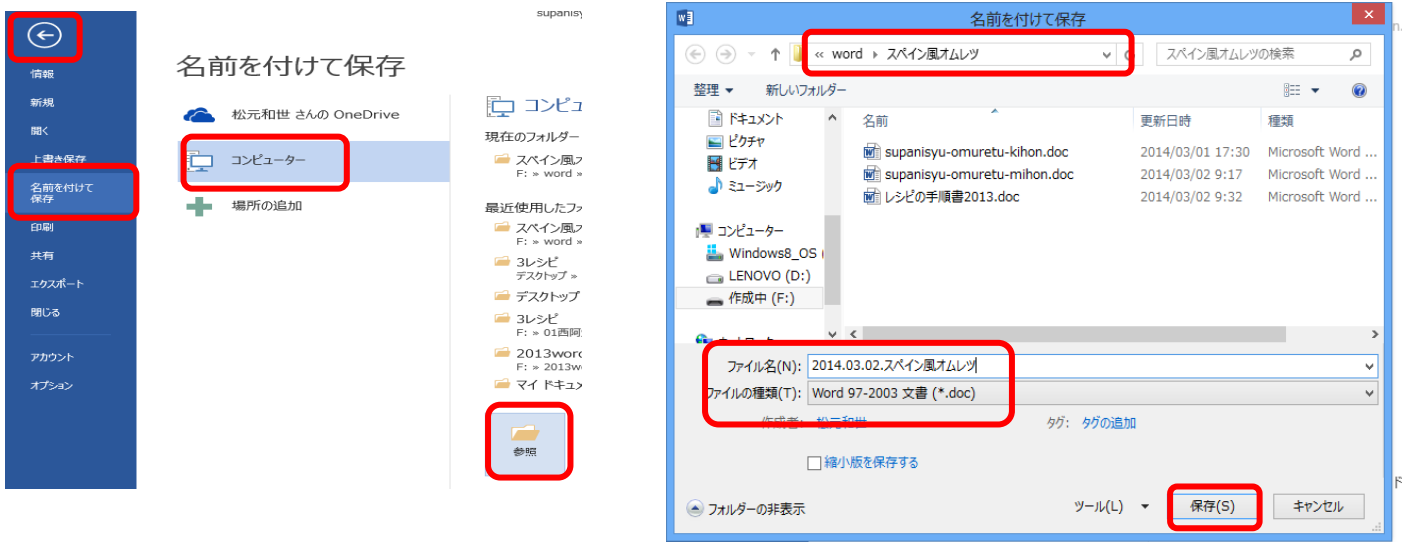 supanisy
情報
新規
開く
上書き保存
名前を付けて
保存
印刷
共有
エクスポート
閉じる
アカウント
オプション
名前を付けて保存
松元和世 さんの OneDrive
コンピューター
場所の追加
コンピュ
現在のフォルダー
スペイン風フ
F: » word »
最近使用したフ
スペイン風フ
F: » word »
3レシピ
デスクトップ »
デスクトップ
3レシピ
F: » 01西阿
2013word
F: » 2013w
マイ ドキュメ
参照
名前を付けて保存
« word ▸ スペイン風オムレツ
スペイン風オムレツの検索
整理 ▼ 新しいフォルダー
ドキュメント
ピクチャ
ビデオ
ミュージック
コンピューター
Windows8_OS (
LENOVO (D:)
作成中 (F:)
名前 更新日時 種類
supanisyu-omuretu-kihon.doc 2014/03/01 17:30 Microsoft Word ...
supanisyu-omuretu-mihon.doc 2014/03/02 9:17 Microsoft Word ...
レシピの手順書2013.doc 2014/03/02 9:32 Microsoft Word ...
ファイル名(N): 2014.03.02.スペイン風オムレツ
ファイルの種類(T): Word 97-2003 文書 (*.doc)
作成者: 松元和世 タグ: タグの追加
縮小版を保存する
フォルダーの非表示 ツール(L) ▼ 保存(S) キャンセル